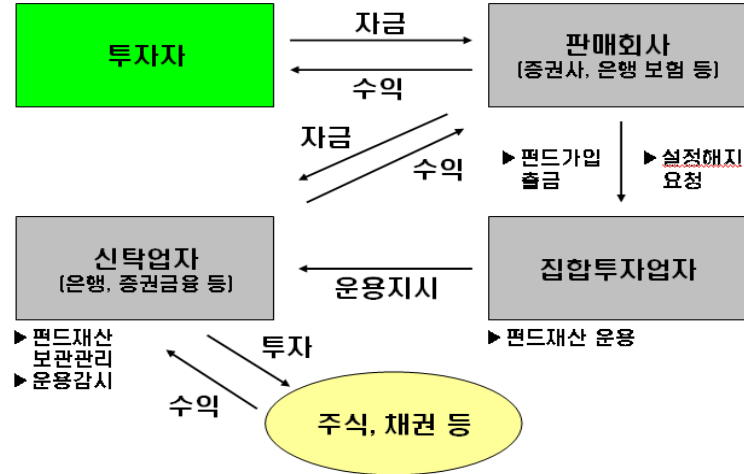 투자자
자금
수익
판매회사
(증권사, 은행 보험 등)
자금
수익
▶ 펀드가입
출금
▶ 설정해지
요청
신탁업자
(은행, 증권금융 등)
운용지시
집합투자업자
▶ 펀드재산
보관관리
▶ 운용감시
투자
수익
▶ 펀드재산 운용
주식, 채권 등